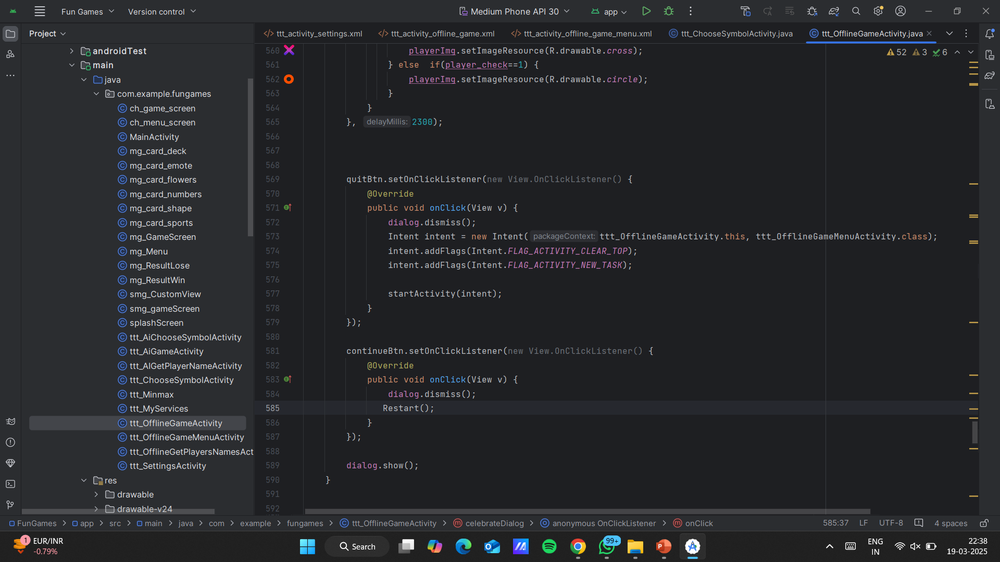 Fun Games
Version control
Medium Phone API 30
app
Project
ttt_activity_settings.xml
ttt_activity_offline_game.xml
ttt_activity_offline_game_menu.xml
ttt_ChooseSymbolActivity.java
ttt_OfflineGameActivity.java
androidTest
main
java
com.example.fungames
ch_game_screen
ch_menu_screen
MainActivity
mg_card_deck
mg_card_emote
mg_card_flowers
mg_card_numbers
mg_card_shape
mg_card_sports
mg_GameScreen
mg_Menu
mg_ResultLose
mg_ResultWin
smg_CustomView
smg_gameScreen
splashScreen
ttt_AiChooseSymbolActivity
ttt_AiGameActivity
ttt_AIGetPlayerNameActivity
ttt_ChooseSymbolActivity
ttt_Minmax
ttt_MyServices
ttt_OfflineGameActivity
ttt_OfflineGameMenuActivity
ttt_OfflineGetPlayersNamesAct
ttt_SettingsActivity
res
drawable
drawable-v24
52 3 6
560 playerImg.setImageResource(R.drawable.cross);
561 } else if(player_check==1) {
562 playerImg.setImageResource(R.drawable.circle);
563 }
564 }
565 }, delayMillis: 2300);
566
567
568
569 quitBtn.setOnClickListener(new View.OnClickListener() {
570 @Override
571 public void onClick(View v) {
572 dialog.dismiss();
573 Intent intent = new Intent( packageContext: ttt_OfflineGameActivity.this, ttt_OfflineGameMenuActivity.class);
574 intent.addFlags(Intent.FLAG_ACTIVITY_CLEAR_TOP);
575 intent.addFlags(Intent.FLAG_ACTIVITY_NEW_TASK);
576
577 startActivity(intent);
578 }
579 });
580
581 continueBtn.setOnClickListener(new View.OnClickListener() {
582 @Override
583 public void onClick(View v) {
584 dialog.dismiss();
585 Restart();
586 }
587 });
588
589 dialog.show();
590 }
591
592
FunGames > app > src > main > java > com > example > fungames > ttt_OfflineGameActivity > celebrateDialog > anonymous OnClickListener > onClick
585:37 LF UTF-8 4 spaces
1
EUR/INR
-0.79%
Search
99+
ENG
IN
22:38
19-03-2025